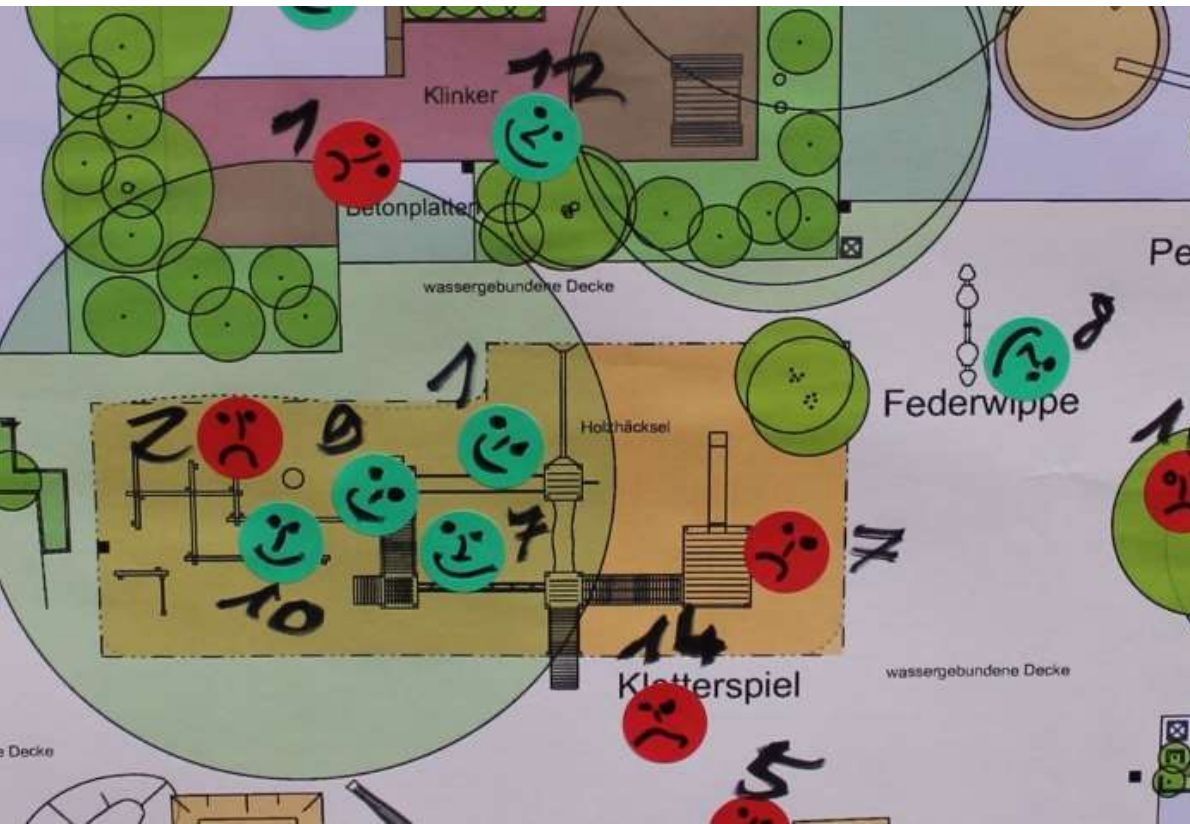 12
Klinker
1
Betonplatten
Pe
wassergebundene Decke
8
1
Federwippe
2
9
Holzhäcksel
1
7
7
10
14
wassergebundene Decke
Kletterspiel
e Decke
5